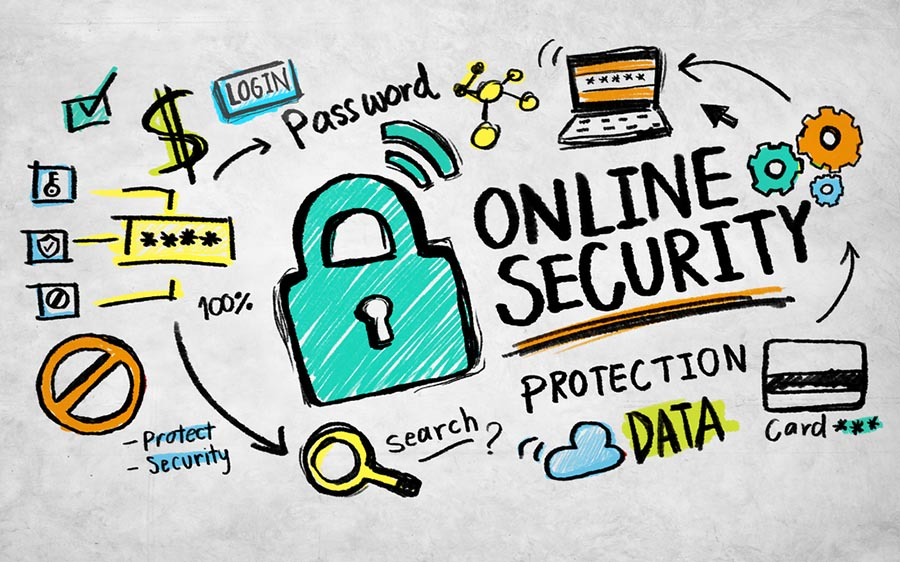 LOGIN
Password
*****
ONLINE
SECURITY
****
100%
PROTECTION
- Protect
- Security
search?
DATA
Card ***